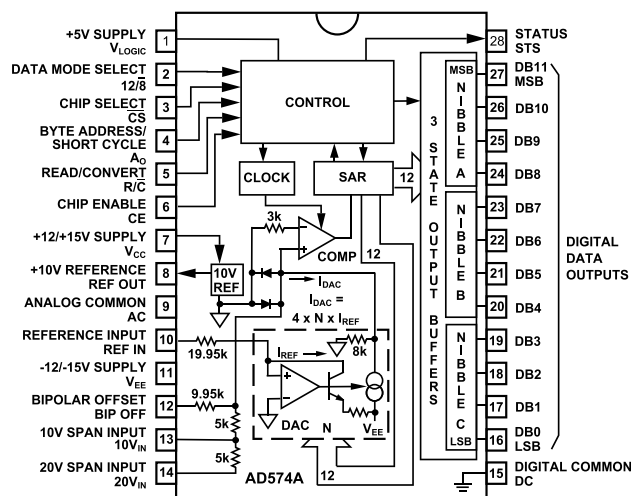 +5V SUPPLY
VLOGIC
1
DATA MODE SELECT
12/8
2
CHIP SELECT
CS
3
BYTE ADDRESS/
SHORT CYCLE
AO
4
READ/CONVERT
R/C
5
CHIP ENABLE
CE
6
+12/+15V SUPPLY
VCC
7
+10V REFERENCE
REF OUT
8
ANALOG COMMON
AC
9
REFERENCE INPUT
REF IN
10
-12/-15V SUPPLY
VEE
11
BIPOLAR OFFSET
BIP OFF
12
10V SPAN INPUT
10VIN
13
20V SPAN INPUT
20VIN
14
CONTROL
CLOCK
SAR
12
3k
COMP
12
10V
REF
IDAC
IDAC =
4 x N x IREF
19.95k
IREF
8k
9.95k
5k
5k
DAC
N
VEE
12
AD574A
3 STATE OUTPUT BUFFERS
MSB
NIBBLE A
NIBBLE B
NIBBLE C
LSB
28
STATUS
STS
27
DB11
MSB
26
DB10
25
DB9
24
DB8
23
DB7
22
DB6
21
DB5
20
DB4
19
DB3
18
DB2
17
DB1
16
DB0
LSB
15
DIGITAL COMMON
DC
DIGITAL
DATA
OUTPUTS